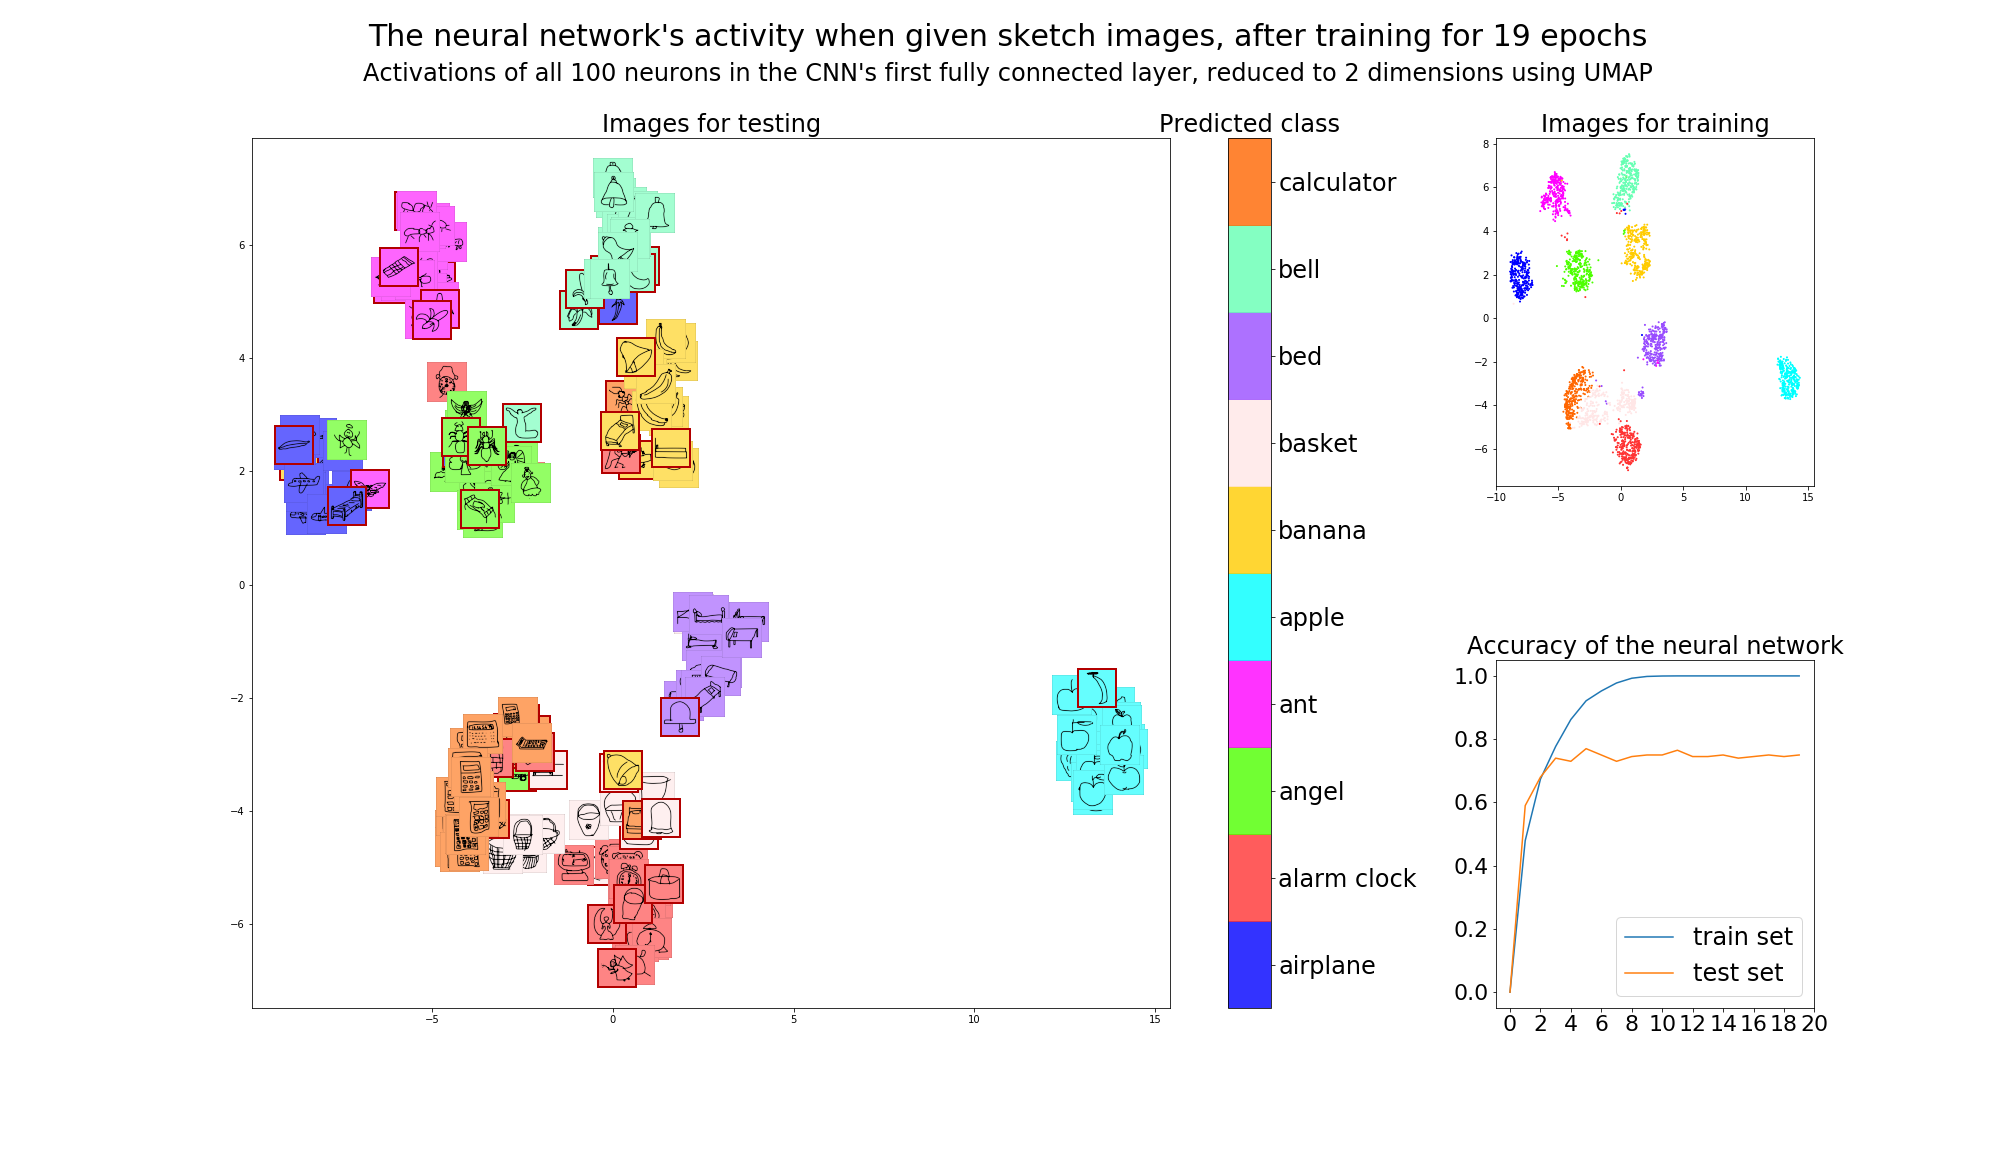 The neural network's activity when given sketch images, after training for 19 epochs
Activations of all 100 neurons in the CNN's first fully connected layer, reduced to 2 dimensions using UMAP
Images for testing
6
4
2
0
−2
−4
−6
−5
0
5
10
15
Predicted class
calculator
bell
bed
basket
banana
apple
ant
angel
alarm clock
airplane
Images for training
8
6
4
2
0
−2
−4
−6
−10
−5
0
5
10
15
Accuracy of the neural network
1.0
0.8
0.6
0.4
0.2
0.0
train set
test set
0 2 4 6 8 10 12 14 16 18 20